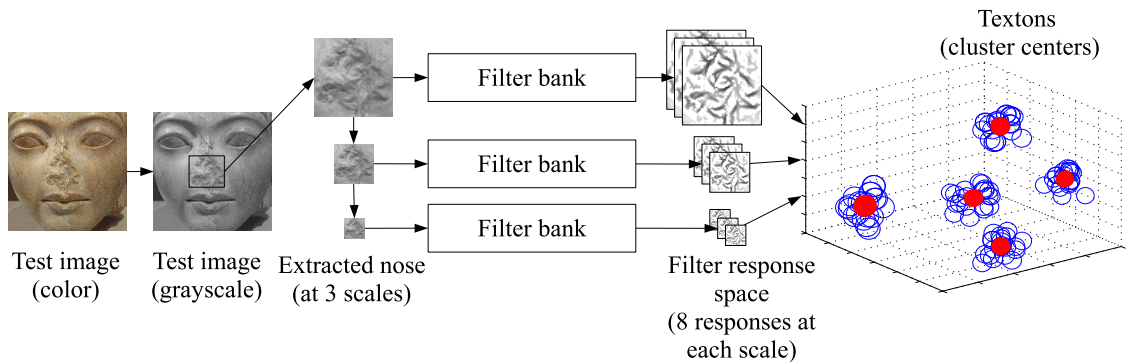 Textons
(cluster centers)
Filter bank
Filter bank
Filter bank
Test image
(color)
Test image
(grayscale)
Extracted nose
(at 3 scales)
Filter response
space
(8 responses at
each scale)